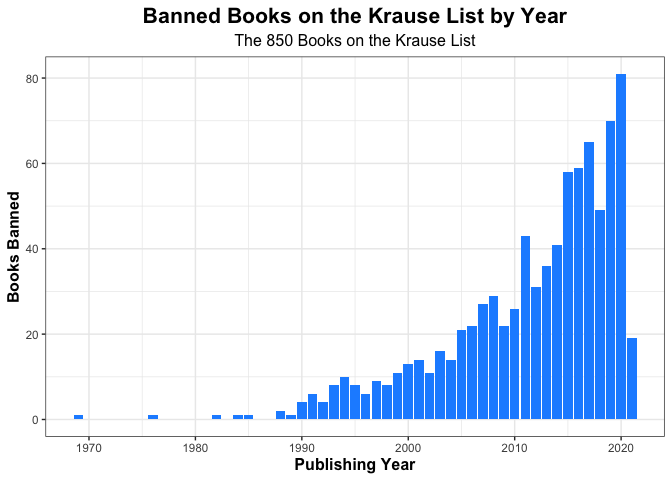 Banned Books on the Krause List by Year
The 850 Books on the Krause List
Books Banned
80
60
40
20
0
1970 1980 1990 2000 2010 2020
Publishing Year